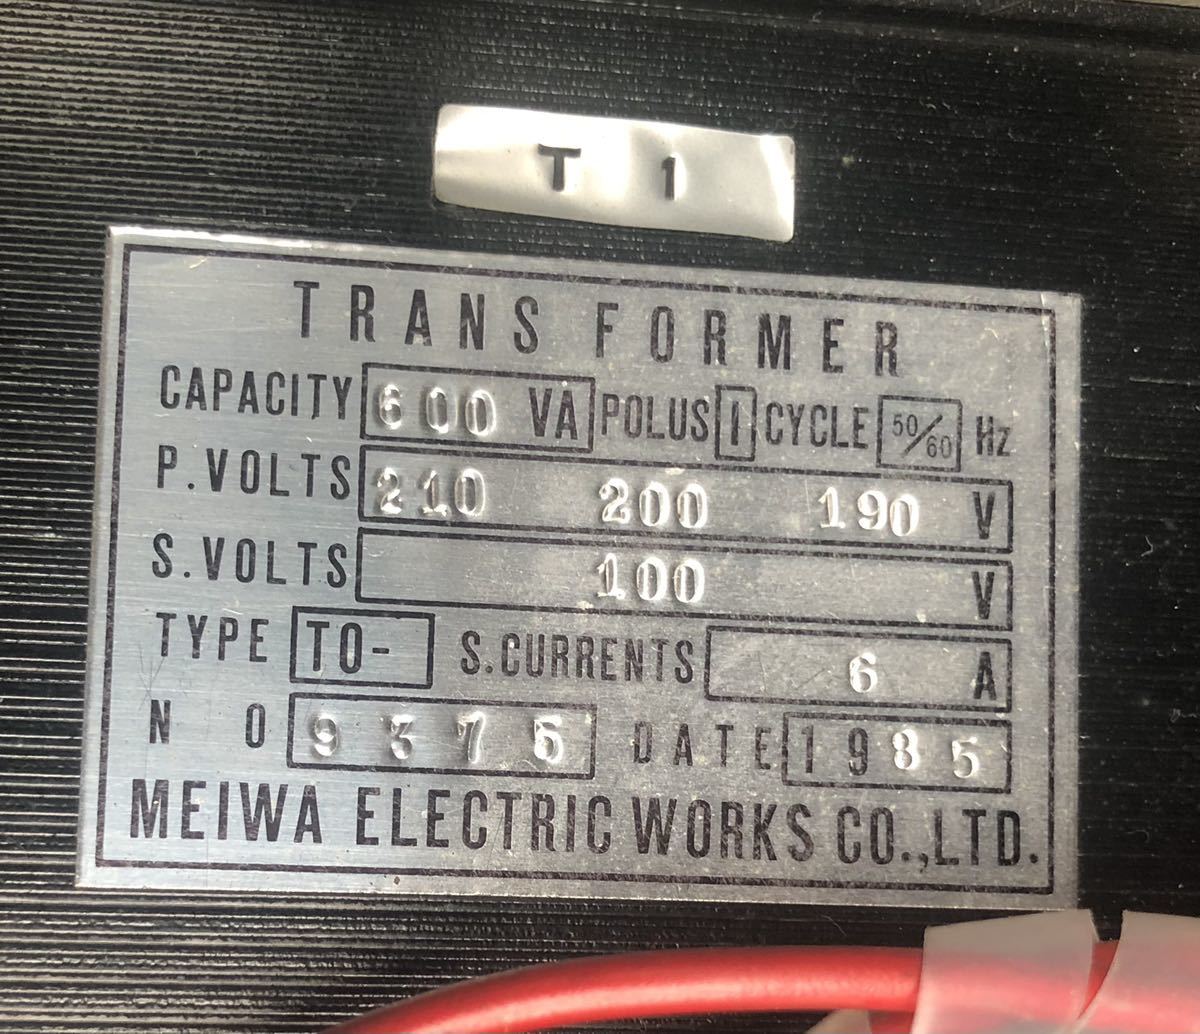 T 1
TRANS FORMER
CAPACITY 600 VA POLUS 1 CYCLE 50/60 Hz
P.VOLTS 210 200 190 V
S.VOLTS 100 V
TYPE TO- S.CURRENTS 6 A
N O 9375 DATE 1985
MEIWA ELECTRIC WORKS CO.,LTD.